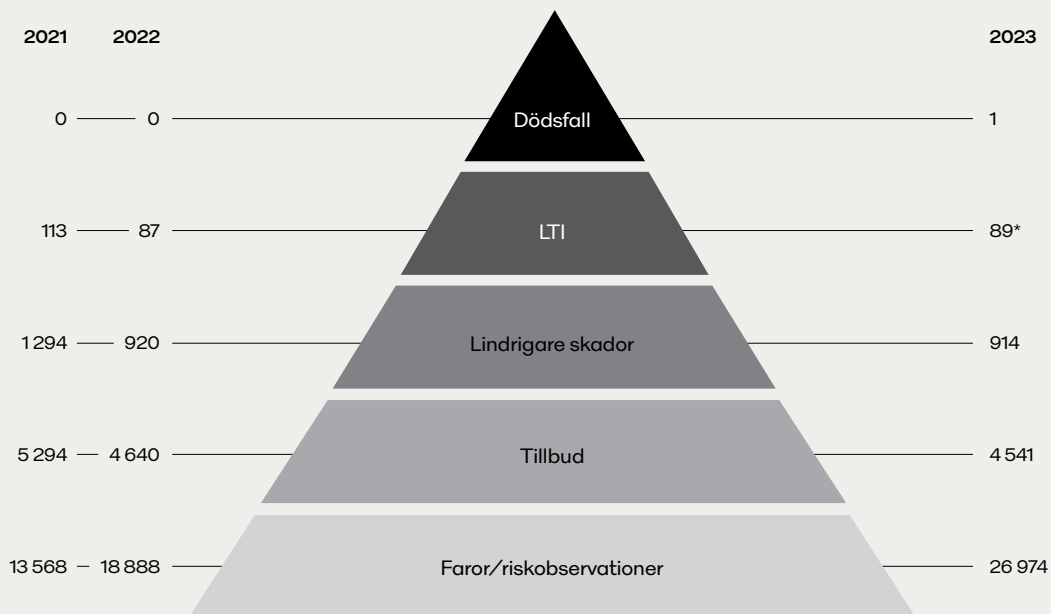 2021 2022 2023
0 0 Dödsfall 1
113 87 LTI 89*
1 294 920 Lindrigare skador 914
5 294 4 640 Tillbud 4 541
13 568 18 888 Faror/riskobservationer 26 974